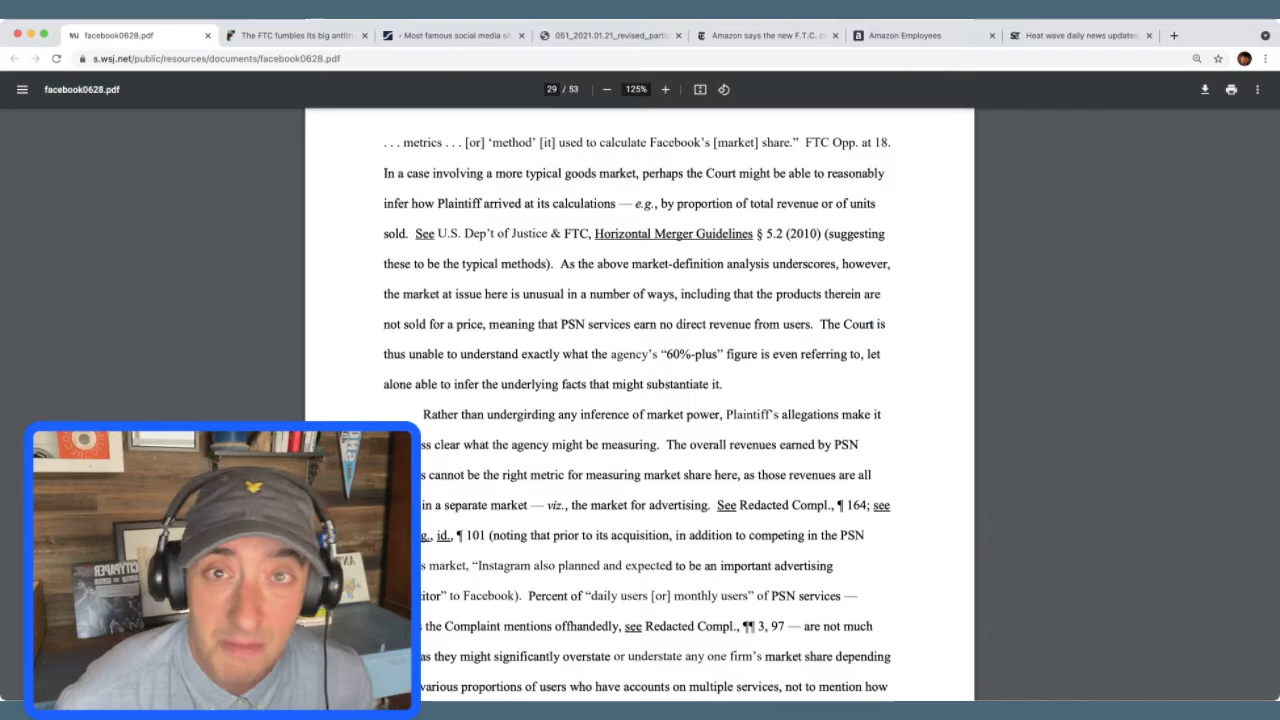 facebook0628.pdf
The FTC fumbles its big antitru
- Most famous social media si
051_2021.01.21_revised_parti
Amazon says the new F.T.C. c
Amazon Employees
Heat wave daily news updates
s.wsj.net/public/resources/documents/facebook0628.pdf
facebook0628.pdf
29 / 53
125%
. . . metrics . . . [or] ‘method’ [it] used to calculate Facebook’s [market] share.” FTC Opp. at 18.
In a case involving a more typical goods market, perhaps the Court might be able to reasonably
infer how Plaintiff arrived at its calculations — e.g., by proportion of total revenue or of units
sold. See U.S. Dep’t of Justice & FTC, Horizontal Merger Guidelines § 5.2 (2010) (suggesting
these to be the typical methods). As the above market-definition analysis underscores, however,
the market at issue here is unusual in a number of ways, including that the products therein are
not sold for a price, meaning that PSN services earn no direct revenue from users. The Court is
thus unable to understand exactly what the agency’s “60%-plus” figure is even referring to, let
alone able to infer the underlying facts that might substantiate it.
Rather than undergirding any inference of market power, Plaintiff’s allegations make it
ss clear what the agency might be measuring. The overall revenues earned by PSN
s cannot be the right metric for measuring market share here, as those revenues are all
in a separate market — viz., the market for advertising. See Redacted Compl., ¶ 164; see
g., id., ¶ 101 (noting that prior to its acquisition, in addition to competing in the PSN
s market, “Instagram also planned and expected to be an important advertising
itor” to Facebook). Percent of “daily users [or] monthly users” of PSN services —
the Complaint mentions offhandedly, see Redacted Compl., ¶¶ 3, 97 — are not much
as they might significantly overstate or understate any one firm’s market share depending
various proportions of users who have accounts on multiple services, not to mention how
CITYPAPER